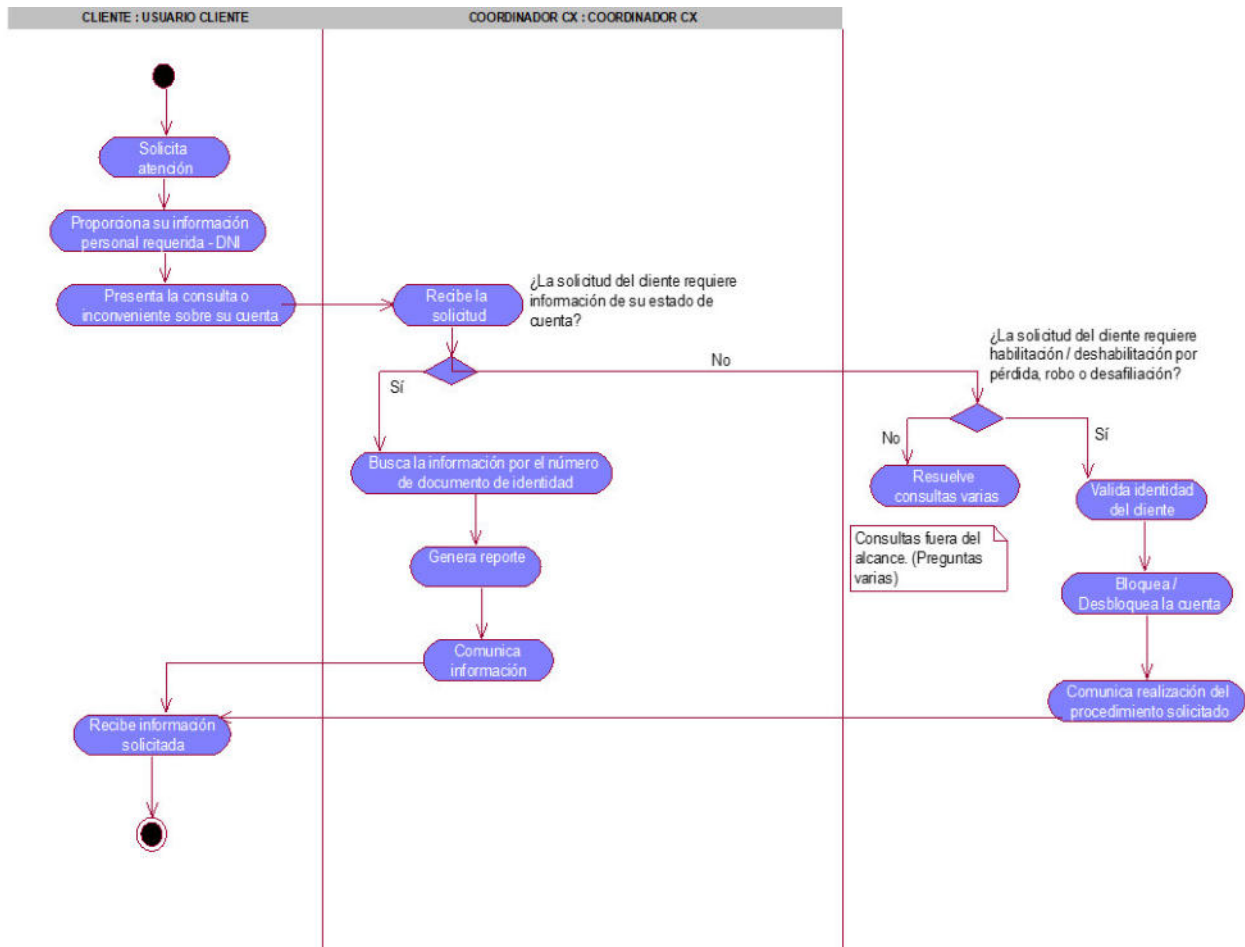 CLIENTE : USUARIO CLIENTE
COORDINADOR CX : COORDINADOR CX
Solicita
atención
Proporciona su información
personal requerida - DNI
Presenta la consulta o
inconveniente sobre su cuenta
Recibe la
solicitud
¿La solicitud del cliente requiere
información de su estado de
cuenta?
¿La solicitud del cliente requiere
habilitación / deshabilitación por
pérdida, robo o desafiliación?
No
Sí
No
Sí
Busca la información por el número
de documento de identidad
Resuelve
consultas varias
Valida identidad
del cliente
Consultas fuera del
alcance. (Preguntas
varias)
Genera reporte
Bloquea /
Desbloquea la cuenta
Comunica
información
Comunica realización del
procedimiento solicitado
Recibe información
solicitada